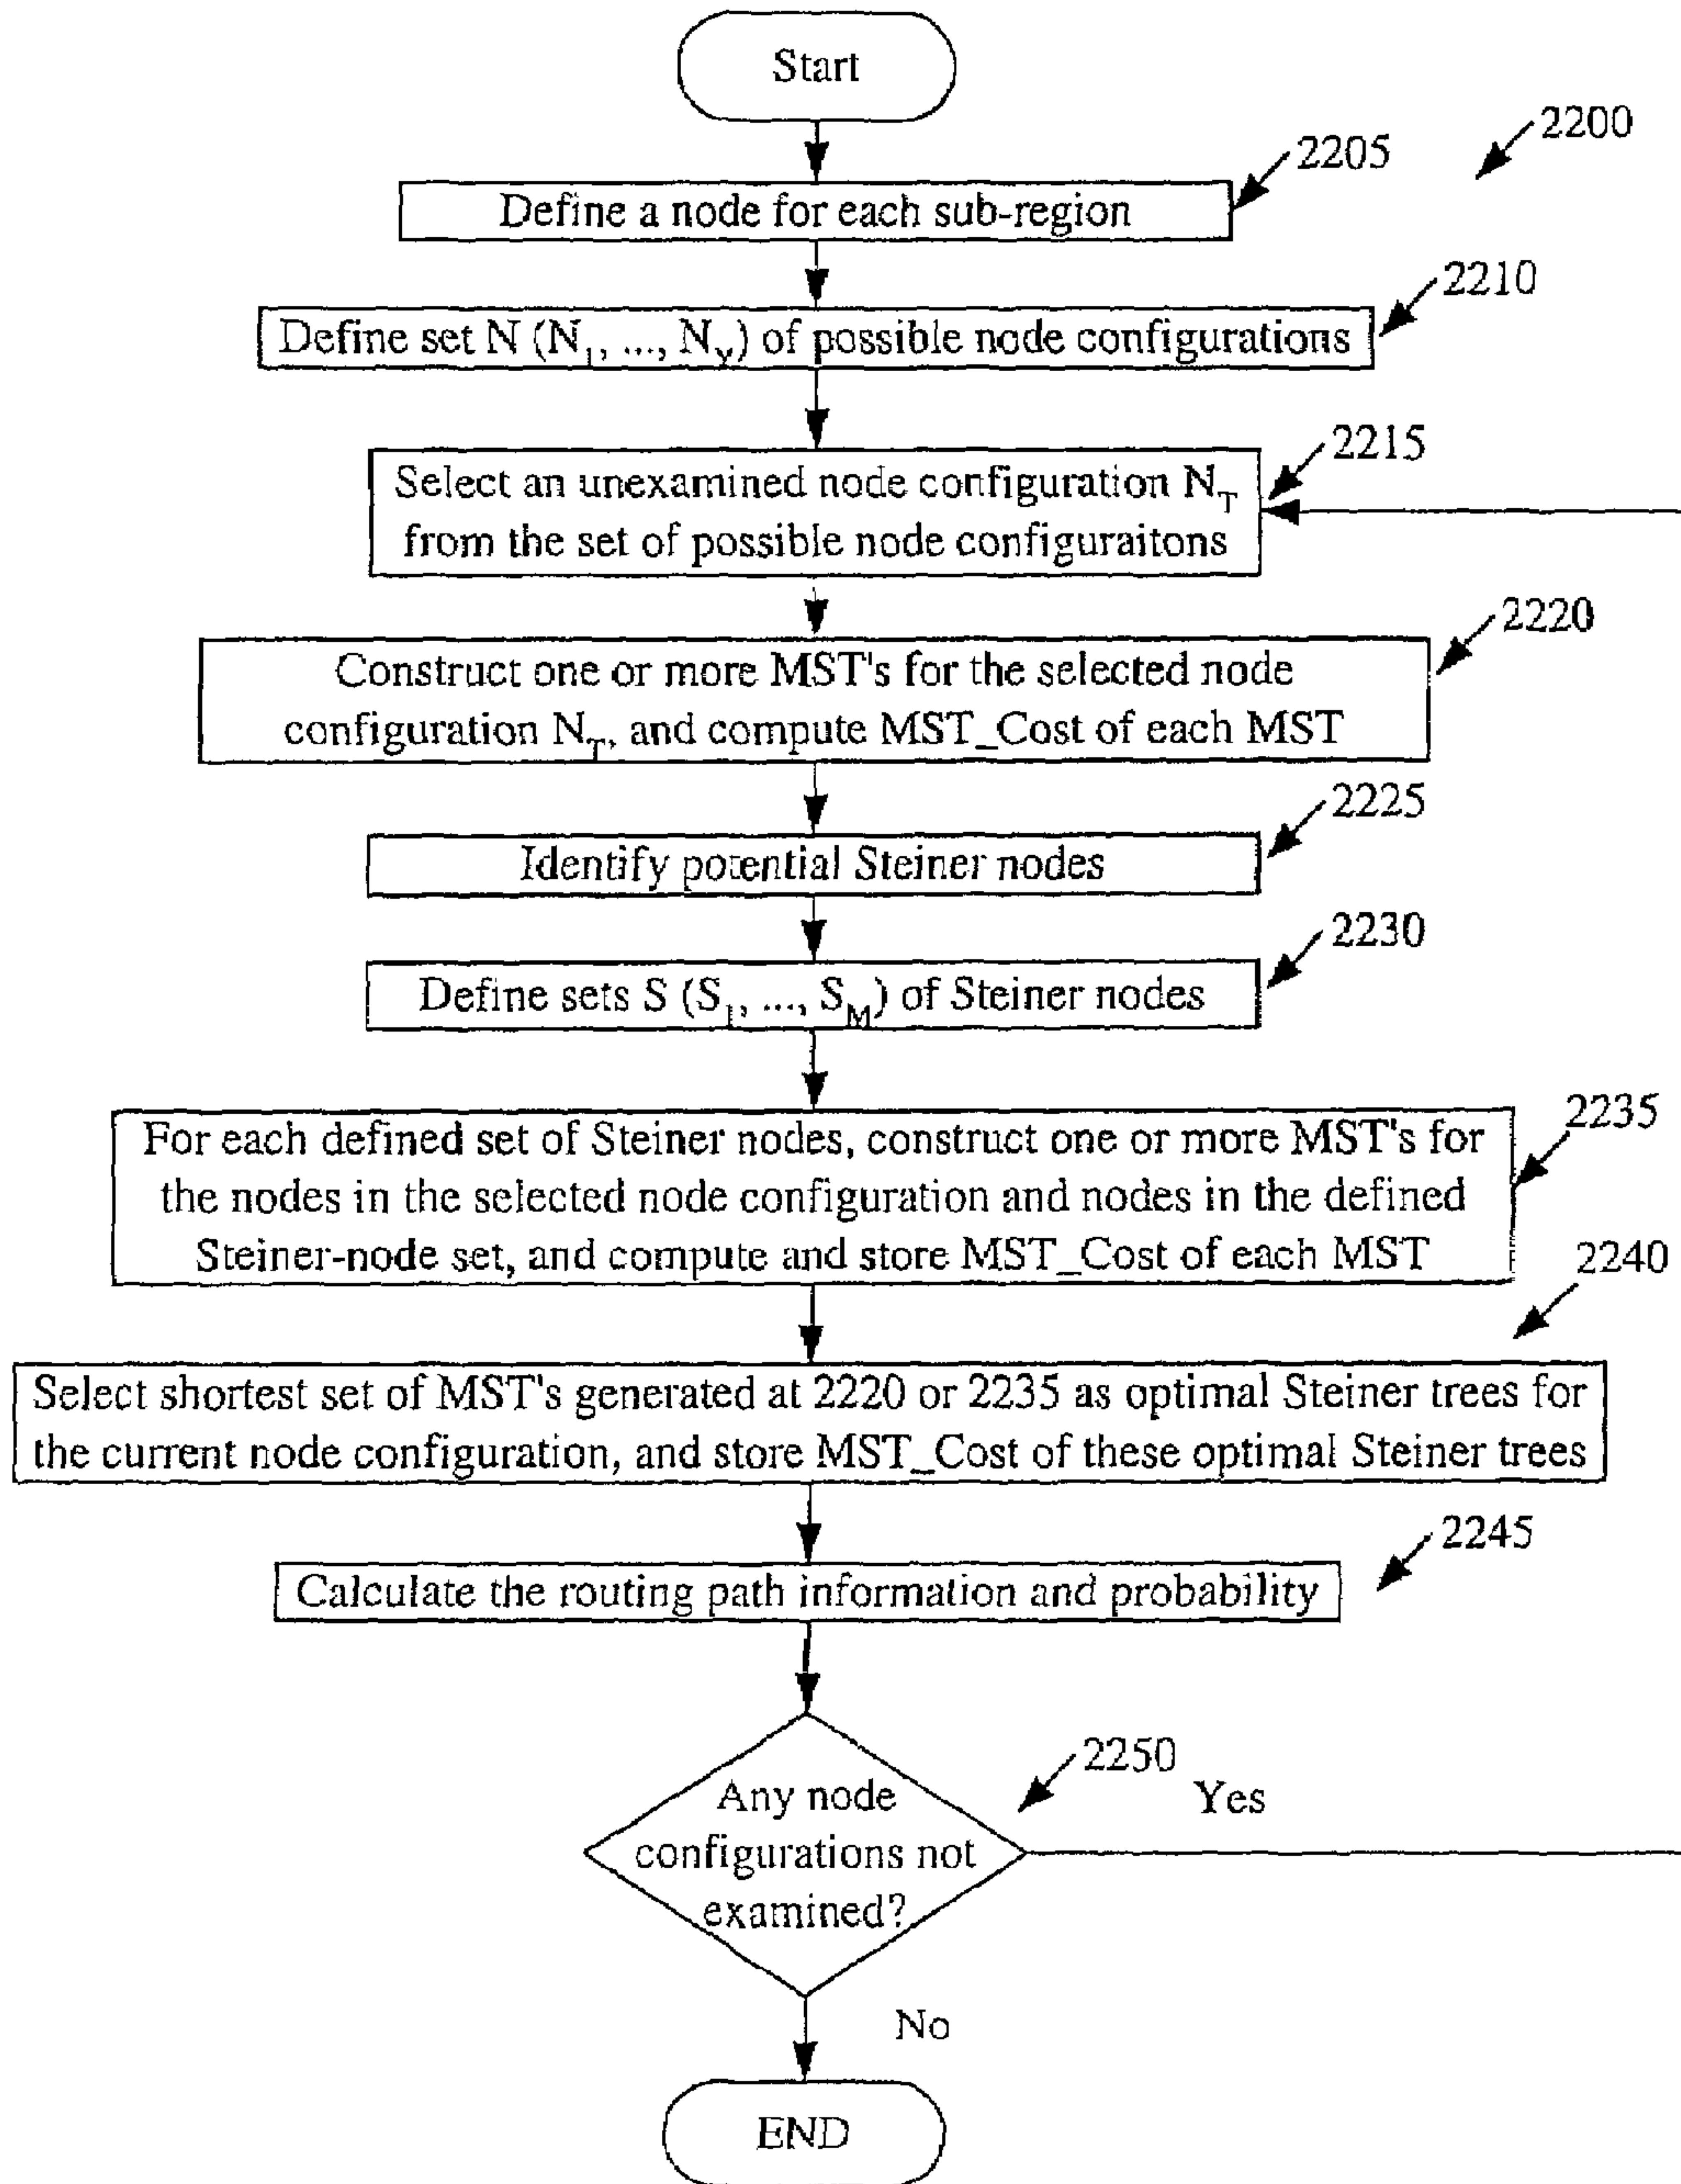 Start
2200
2205
Define a node for each sub-region
2210
Define set N (N1, ..., NY) of possible node configurations
2215
Select an unexamined node configuration NT
from the set of possible node configuraitons
2220
Construct one or more MST's for the selected node
configuration NT, and compute MST_Cost of each MST
2225
Identify potential Steiner nodes
2230
Define sets S (S1, ..., SM) of Steiner nodes
2235
For each defined set of Steiner nodes, construct one or more MST's for
the nodes in the selected node configuration and nodes in the defined
Steiner-node set, and compute and store MST_Cost of each MST
2240
Select shortest set of MST's generated at 2220 or 2235 as optimal Steiner trees for
the current node configuration, and store MST_Cost of these optimal Steiner trees
2245
Calculate the routing path information and probability
2250
Any node
configurations not
examined?
Yes
No
END